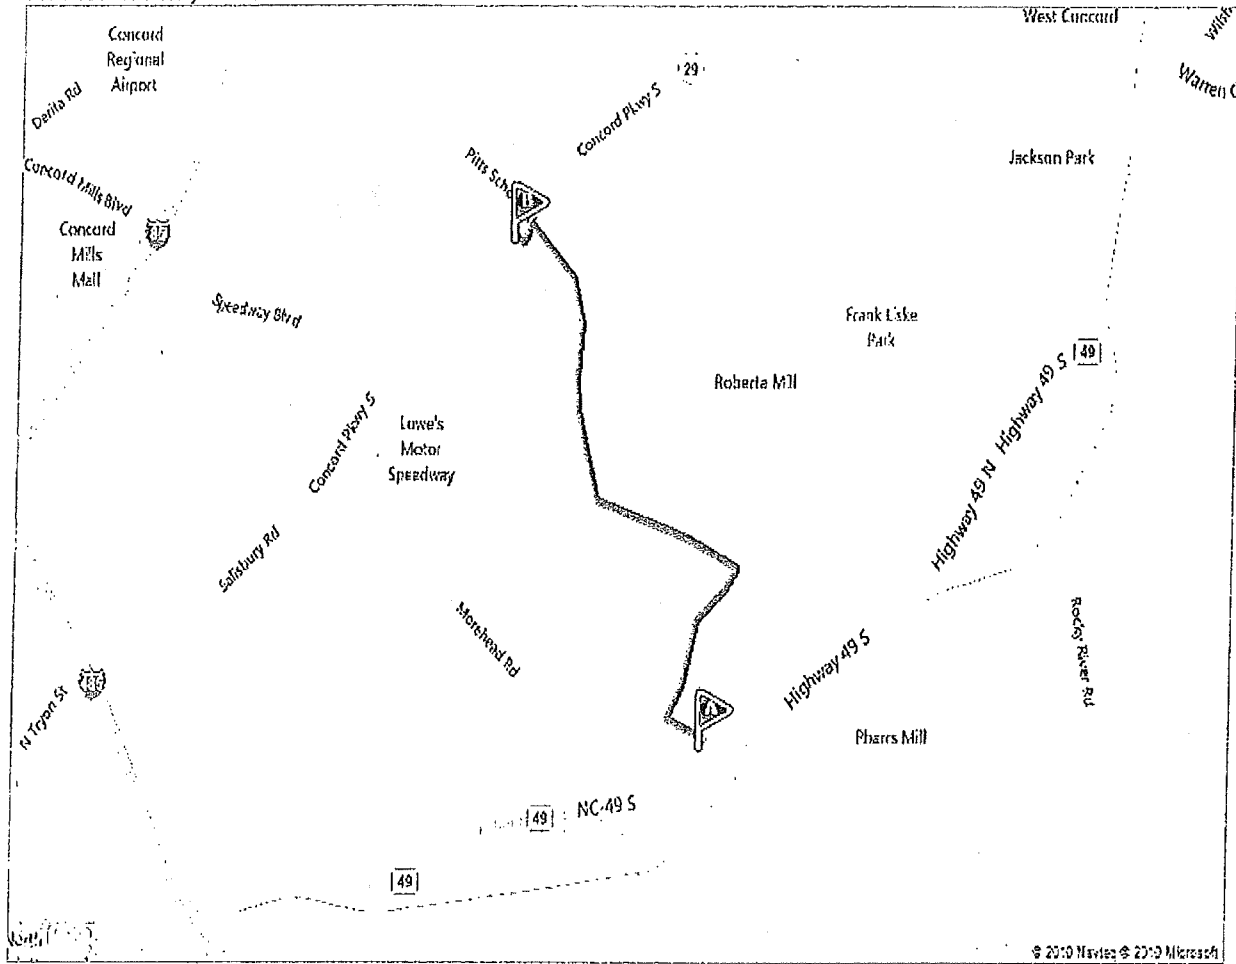 West Concord
Concord
Regional
Airport
29
Warren
Derita Rd
Concord Pkwy S
Jackson Park
Concord Mills Blvd
Pitts
Concord
Mills
Mall
Speedway Blvd
Frank Liske
Park
49
Roberta Mill
Highway 49 S
Concord Pkwy S
Lowe's
Motor
Speedway
Highway 49 N
Salisbury Rd
Morehead Rd
Rocky River Rd
Highway 49 S
N Tryon St
A
Pharrs Mill
49
NC-49 S
49
© 2010 Navteq © 2010 Microsoft